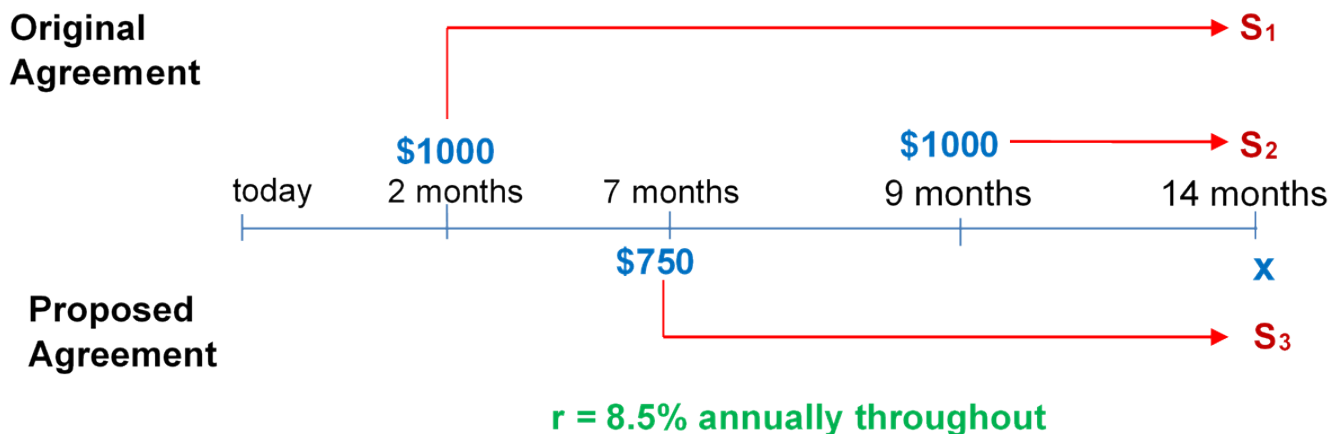 Original
Agreement
S₁
$1000
$1000
S₂
today
2 months
7 months
9 months
14 months
$750
x
Proposed
Agreement
S₃
r = 8.5% annually throughout